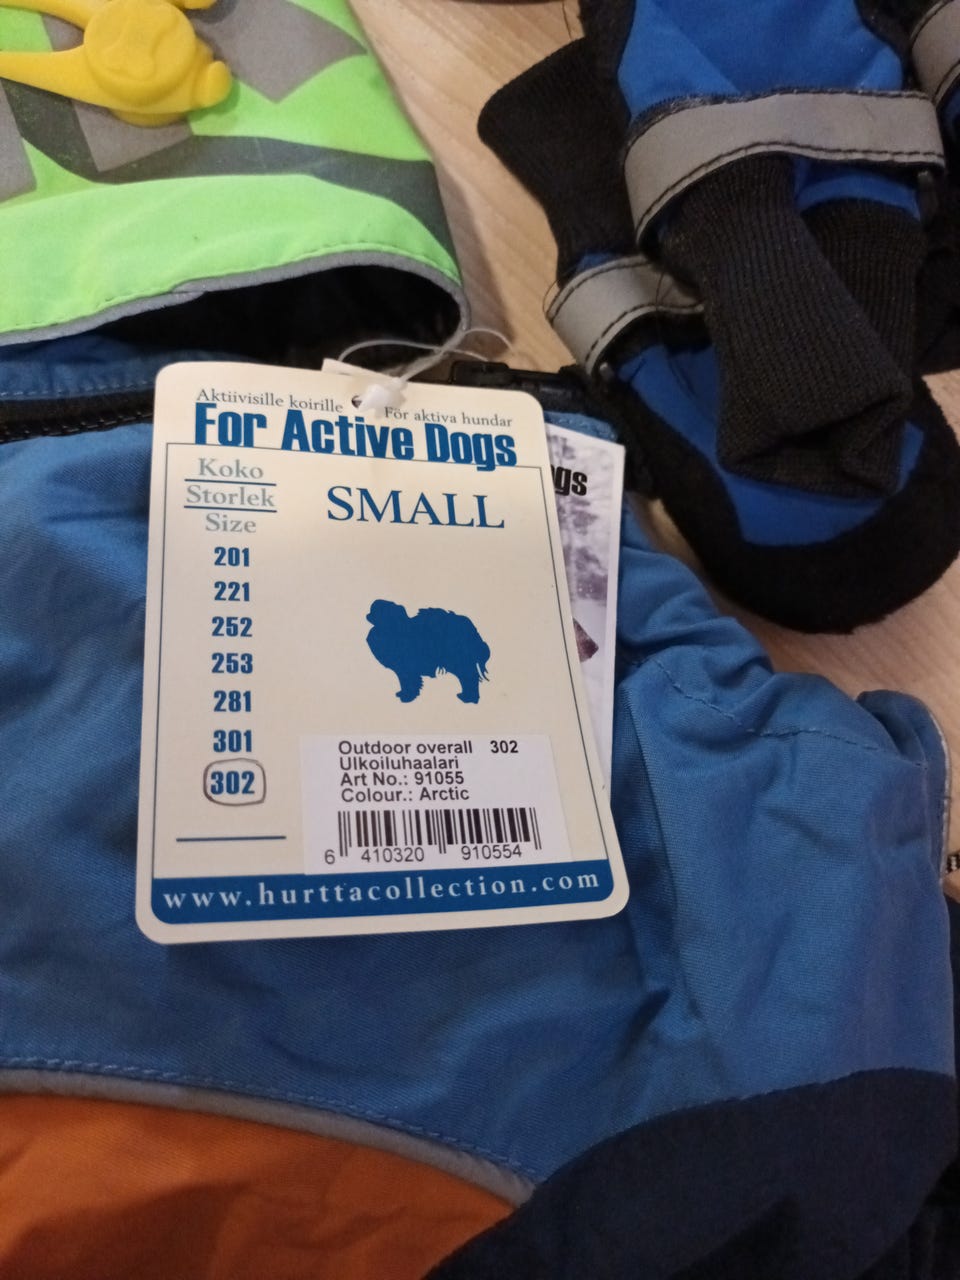 Aktiivisille koirille För aktiva hundar
For Active Dogs
Koko
Storlek
Size
SMALL
201
221
252
253
281
301
302
Outdoor overall 302
Ulkoiluhaalari
Art No.: 91055
Colour.: Arctic
6 410320 910554
www.hurttacollection.com
gs